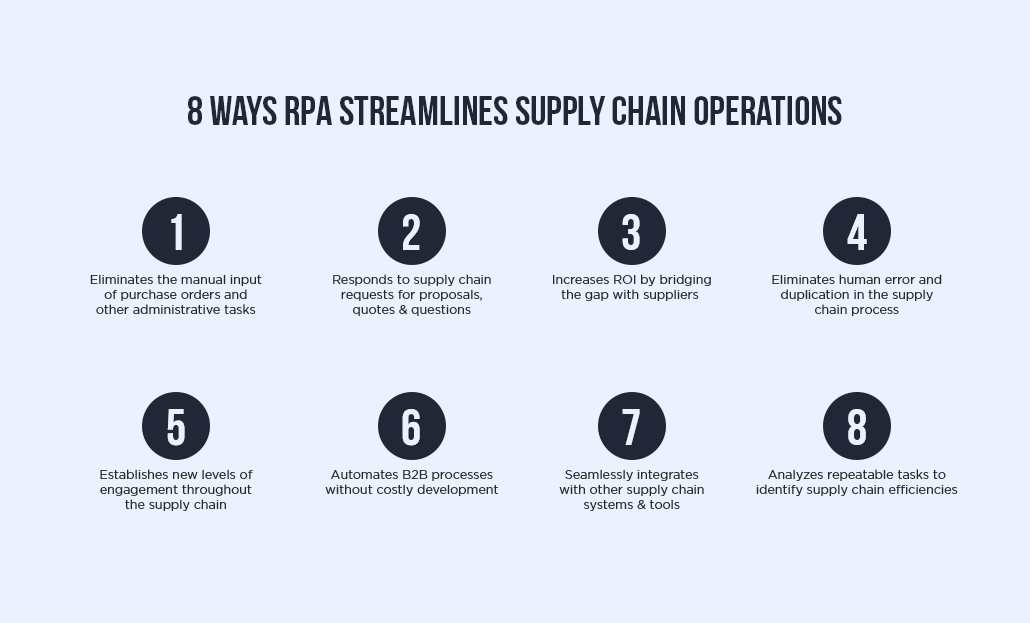 8 WAYS RPA STREAMLINES SUPPLY CHAIN OPERATIONS
1
Eliminates the manual input
of purchase orders and
other administrative tasks
2
Responds to supply chain
requests for proposals,
quotes & questions
3
Increases ROI by bridging
the gap with suppliers
4
Eliminates human error and
duplication in the supply
chain process
5
Establishes new levels of
engagement throughout
the supply chain
6
Automates B2B processes
without costly development
7
Seamlessly integrates
with other supply chain
systems & tools
8
Analyzes repeatable tasks to
identify supply chain efficiencies